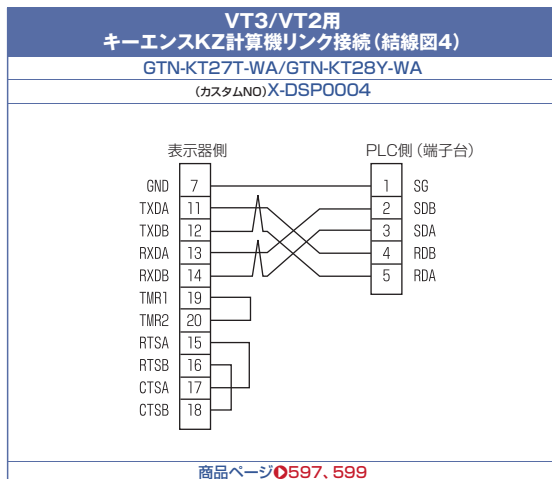 VT3/VT2用
キーエンスKZ計算機リンク接続(結線図4)
GTN-KT27T-WA/GTN-KT28Y-WA
(カスタムNO)X-DSP0004
表示器側 PLC側(端子台)
GND 7 1 SG
TXDA 11 2 SDB
TXDB 12 3 SDA
RXDA 13 4 RDB
RXDB 14 5 RDA
TMR1 19
TMR2 20
RTSA 15
RTSB 16
CTSA 17
CTSB 18
商品ページ❯597、599